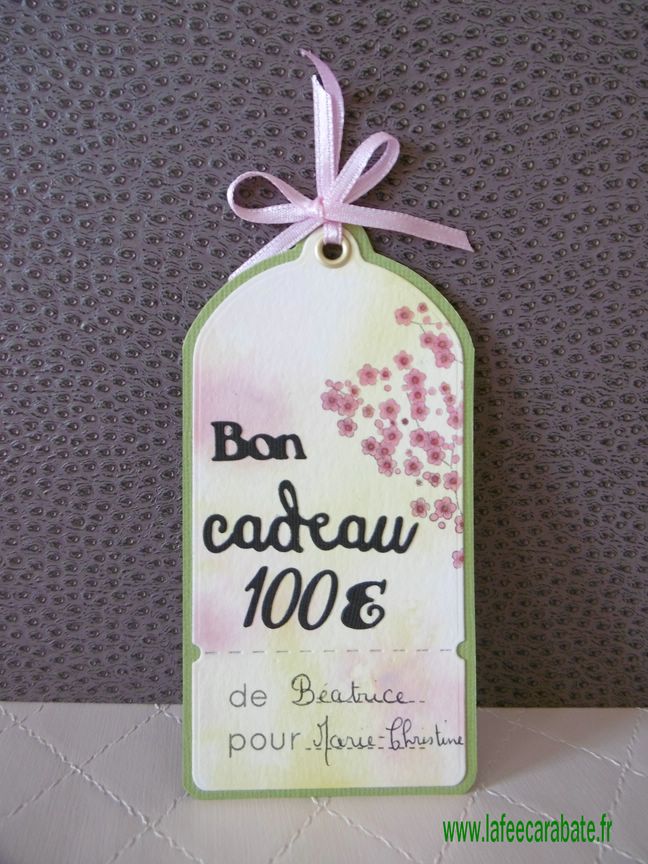 Bon
cadeau
100€
de Béatrice
pour Marie-Christine
www.lafeecarabate.fr